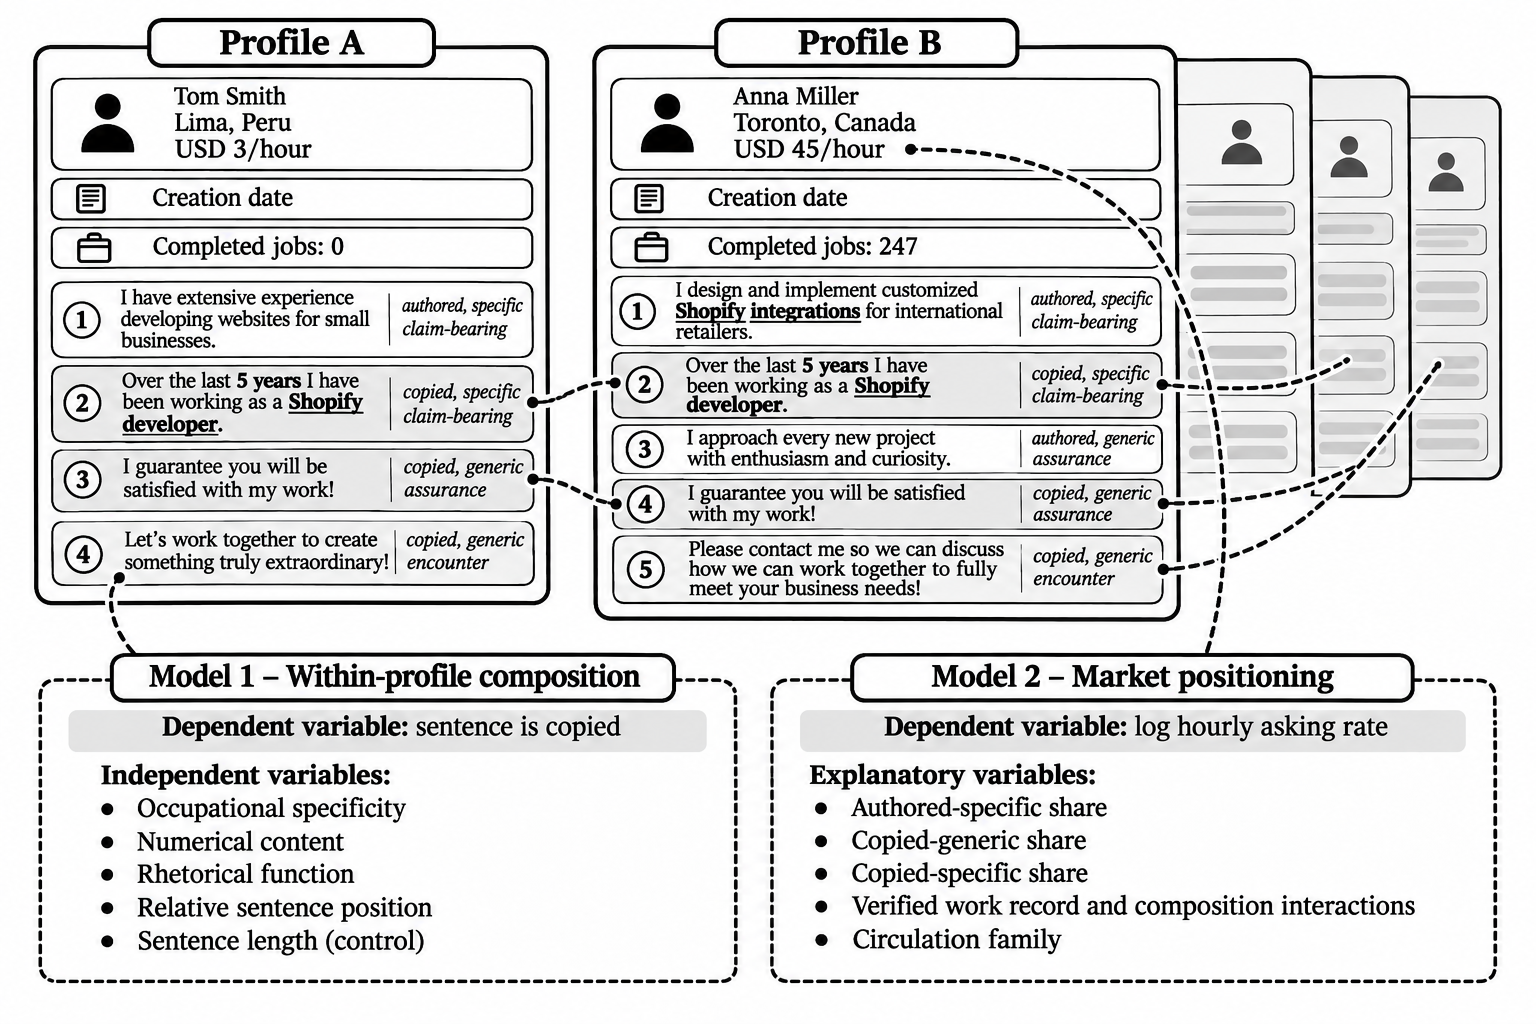 Profile A
Tom Smith
Lima, Peru
USD 3/hour
Creation date
Completed jobs: 0
1
I have extensive experience
developing websites for small
businesses.
authored, specific
claim-bearing
2
Over the last 5 years I have
been working as a Shopify
developer.
copied, specific
claim-bearing
3
I guarantee you will be
satisfied with my work!
copied, generic
assurance
4
Let's work together to create
something truly extraordinary!
copied, generic
encounter
Profile B
Anna Miller
Toronto, Canada
USD 45/hour
Creation date
Completed jobs: 247
1
I design and implement customized
Shopify integrations for international
retailers.
authored, specific
claim-bearing
2
Over the last 5 years I have
been working as a Shopify
developer.
copied, specific
claim-bearing
3
I approach every new project
with enthusiasm and curiosity.
authored, generic
assurance
4
I guarantee you will be satisfied
with my work!
copied, generic
assurance
5
Please contact me so we can discuss
how we can work together to fully
meet your business needs!
copied, generic
encounter
Model 1 – Within-profile composition
Dependent variable: sentence is copied
Independent variables:
● Occupational specificity
● Numerical content
● Rhetorical function
● Relative sentence position
● Sentence length (control)
Model 2 – Market positioning
Dependent variable: log hourly asking rate
Explanatory variables:
● Authored-specific share
● Copied-generic share
● Copied-specific share
● Verified work record and composition interactions
● Circulation family